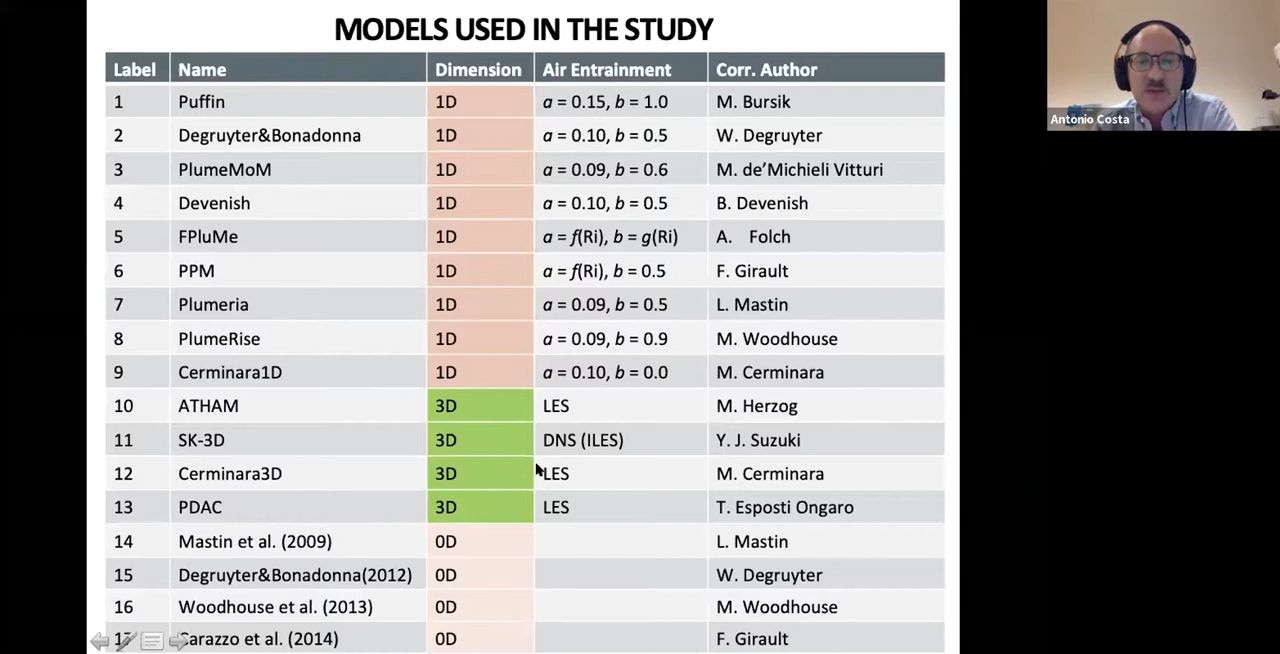 MODELS USED IN THE STUDY
Label Name Dimension Air Entrainment Corr. Author
1 Puffin 1D a = 0.15, b = 1.0 M. Bursik
2 Degruyter&Bonadonna 1D a = 0.10, b = 0.5 W. Degruyter
3 PlumeMoM 1D a = 0.09, b = 0.6 M. de’Michieli Vitturi
4 Devenish 1D a = 0.10, b = 0.5 B. Devenish
5 FPluMe 1D a = f(Ri), b = g(Ri) A. Folch
6 PPM 1D a = f(Ri), b = 0.5 F. Girault
7 Plumeria 1D a = 0.09, b = 0.5 L. Mastin
8 PlumeRise 1D a = 0.09, b = 0.9 M. Woodhouse
9 Cerminara1D 1D a = 0.10, b = 0.0 M. Cerminara
10 ATHAM 3D LES M. Herzog
11 SK-3D 3D DNS (ILES) Y. J. Suzuki
12 Cerminara3D 3D LES M. Cerminara
13 PDAC 3D LES T. Esposti Ongaro
14 Mastin et al. (2009) 0D L. Mastin
15 Degruyter&Bonadonna(2012) 0D W. Degruyter
16 Woodhouse et al. (2013) 0D M. Woodhouse
17 Carazzo et al. (2014) 0D F. Girault
Antonio Costa